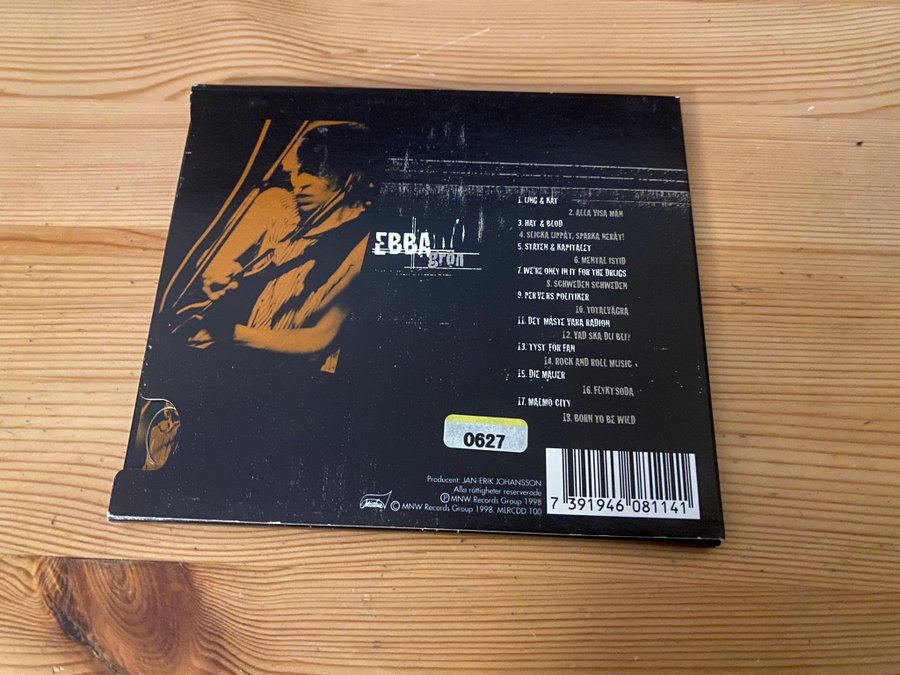 EBBA
grön
1. UNG & KÅT
2. ALLA VISA MÄN
3. HAT & BLOD
4. SLICKA UPPÅT, SPARKA NERÅT!
5. STATEN & KAPITALET
6. MENTAL ISTID
7. WE'RE ONLY IN IT FOR THE DRUGS
8. SCHWEDEN SCHWEDEN
9. PERVERS POLITIKER
10. TOTALVÄGRA
11. DET MÅSTE VARA RADION
12. VAD SKA DU BLI?
13. TYST FÖR FAN
14. ROCK AND ROLL MUSIC
15. DIE MAUER
16. FLYKTSODA
17. MALMÖ CITY
18. BORN TO BE WILD
0627
Producent: JAN-ERIK JOHANSSON
Alla rättigheter reserverade
Ⓟ MNW Records Group 1998
Mistlur © MNW Records Group 1998. MLRCDD 100
7 391946 081141